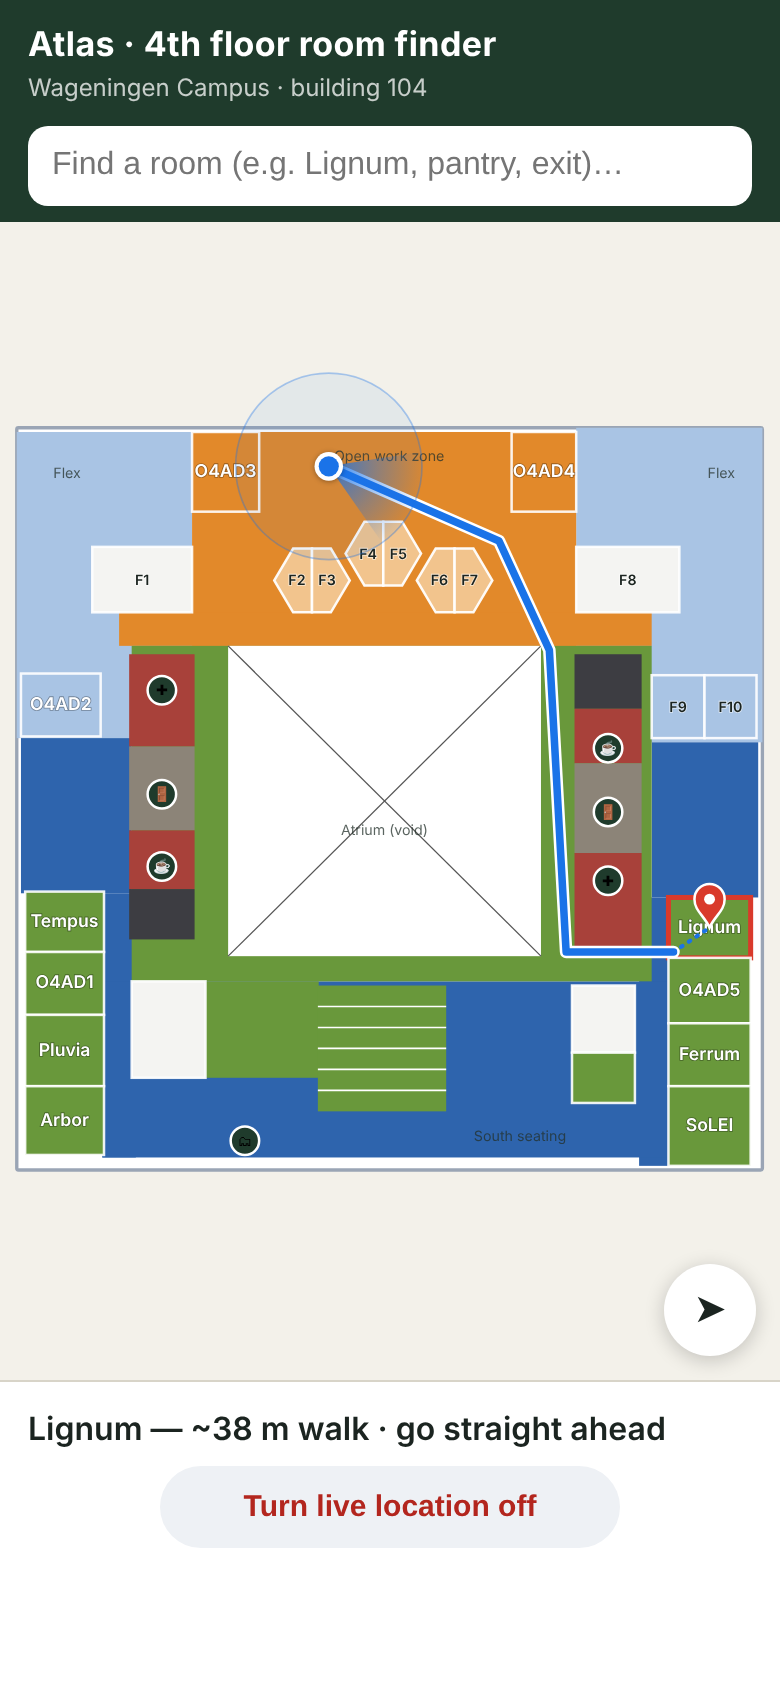 Atlas · 4th floor room finder
Wageningen Campus · building 104
Find a room (e.g. Lignum, pantry, exit)…
Open work zone
Flex
O4AD3
O4AD4
Flex
F4
F5
F1
F2
F3
F6
F7
F8
O4AD2
F9
F10
Atrium (void)
Tempus
Lignum
O4AD1
O4AD5
Pluvia
Ferrum
Arbor
SoLEI
South seating
Lignum — ~38 m walk · go straight ahead
Turn live location off